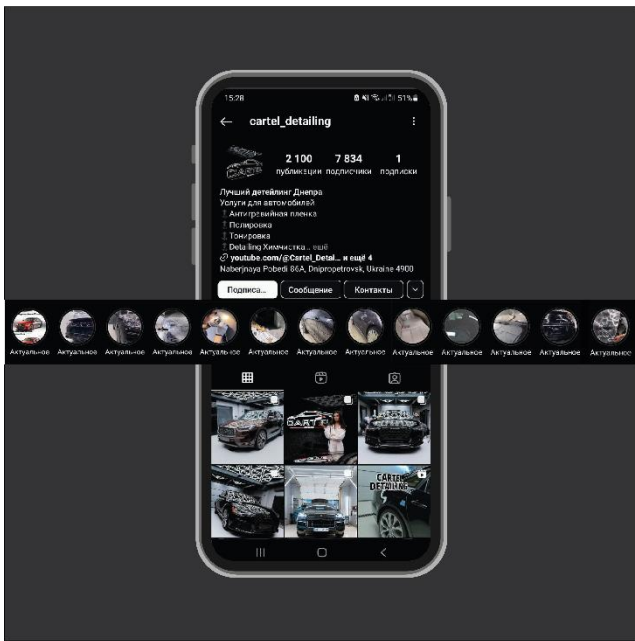 15:28
51%
cartel_detailing
2 100 7 834 1
публикации подписчики подписки
Лучший детейлинг Днепра
Услуги для автомобилей
Антигравийная пленка
Полировка
Тонировка
Detailing Химчистка... ещё
youtube.com/@Cartel_Detai... и ещё 4
Naberjnaya Pobedi 86A, Dnipropetrovsk, Ukraine 4900
Подписа... Сообщение Контакты
Актуальное Актуальное Актуальное Актуальное Актуальное Актуальное Актуальное Актуальное Актуальное Актуальное Актуальное Актуальное Актуальное
CARTEL
DETAILING